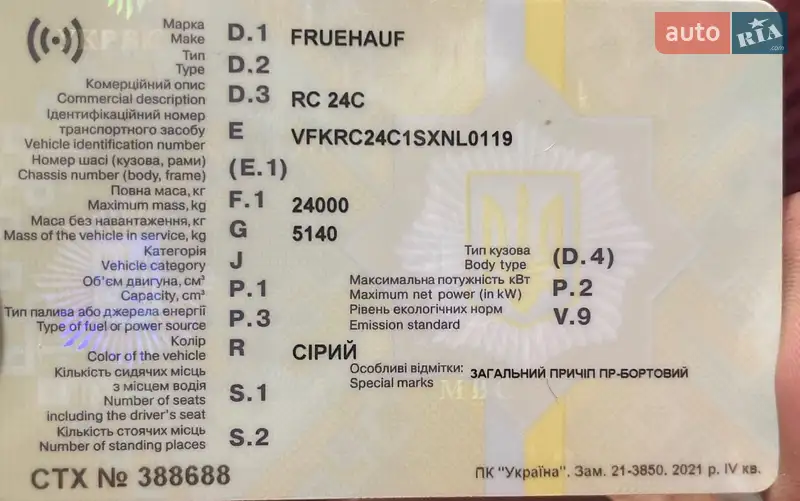 auto RIA .com
Марка
Make D.1 FRUEHAUF
Тип
Type D.2
Комерційний опис
Commercial description D.3 RC 24C
Ідентифікаційний номер
транспортного засобу
Vehicle identification number E VFKRC24C1SXNL0119
Номер шасі (кузова, рами)
Chassis number (body, frame) (E.1)
Повна маса, кг
Maximum mass, kg F.1 24000
Маса без навантаження, кг
Mass of the vehicle in service, kg G 5140
Категорія
Vehicle category J
Тип кузова
Body type (D.4)
Об'єм двигуна, см³
Capacity, cm³ P.1
Максимальна потужність кВт
Maximum net power (in kW) P.2
Тип палива або джерела енергії
Type of fuel or power source P.3
Рівень екологічних норм
Emission standard V.9
Колір
Color of the vehicle R СІРИЙ
Особливі відмітки:
Special marks ЗАГАЛЬНИЙ ПРИЧІП ПР-БОРТОВИЙ
Кількість сидячих місць
з місцем водія
Number of seats
including the driver's seat S.1
Кількість стоячих місць
Number of standing places S.2
МВС
СТХ № 388688
ПК "Україна". Зам. 21-3850. 2021 р. IV кв.